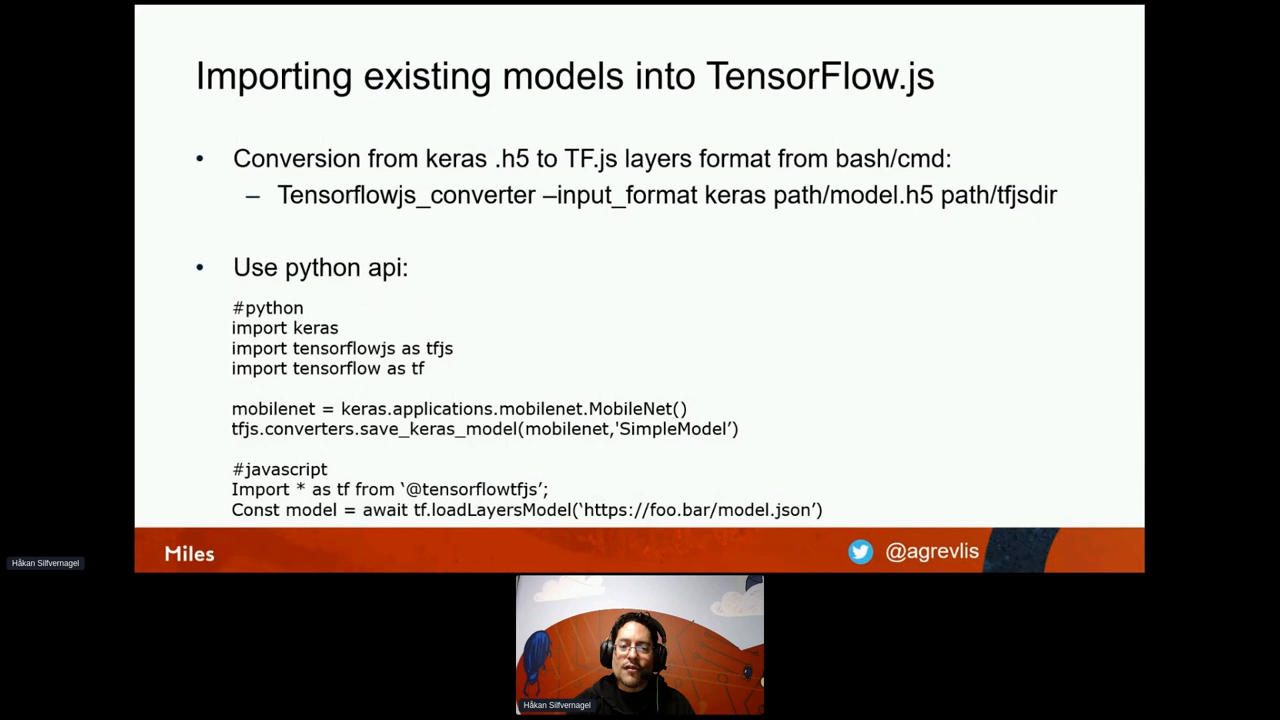 Importing existing models into TensorFlow.js
• Conversion from keras .h5 to TF.js layers format from bash/cmd:
– Tensorflowjs_converter –input_format keras path/model.h5 path/tfjsdir
• Use python api:
#python
import keras
import tensorflowjs as tfjs
import tensorflow as tf
mobilenet = keras.applications.mobilenet.MobileNet()
tfjs.converters.save_keras_model(mobilenet,'SimpleModel’)
#javascript
Import * as tf from ‘@tensorflowtfjs’;
Const model = await tf.loadLayersModel(‘https://foo.bar/model.json’)
Miles
@agrevlis
Håkan Silfvernagel
Håkan Silfvernagel